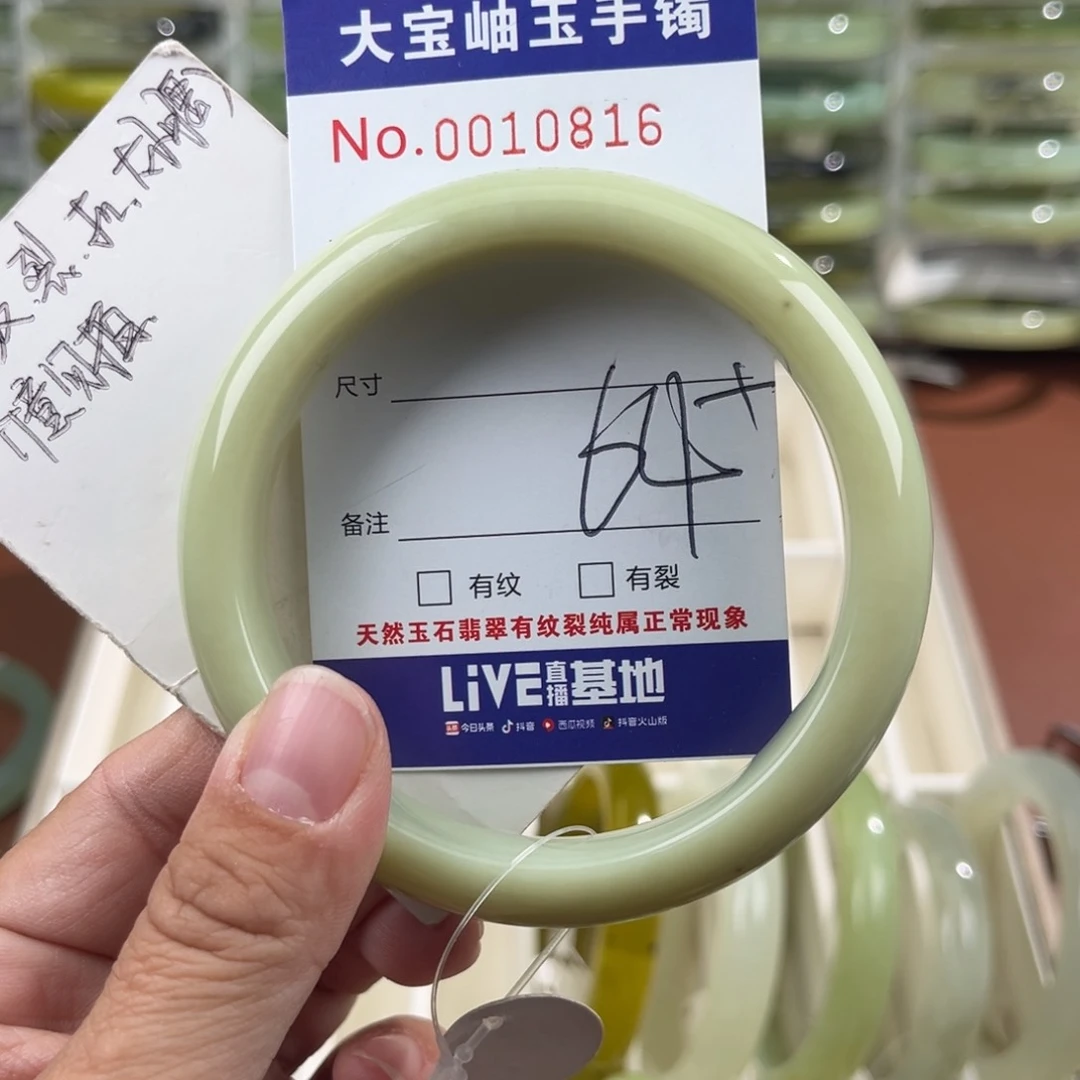 大宝岫玉手镯
No.0010816
尺寸
64+
备注
有纹 有裂
天然玉石翡翠有纹裂纯属正常现象
LiVE直播基地
今日头条 抖音 西瓜视频 抖音火山版